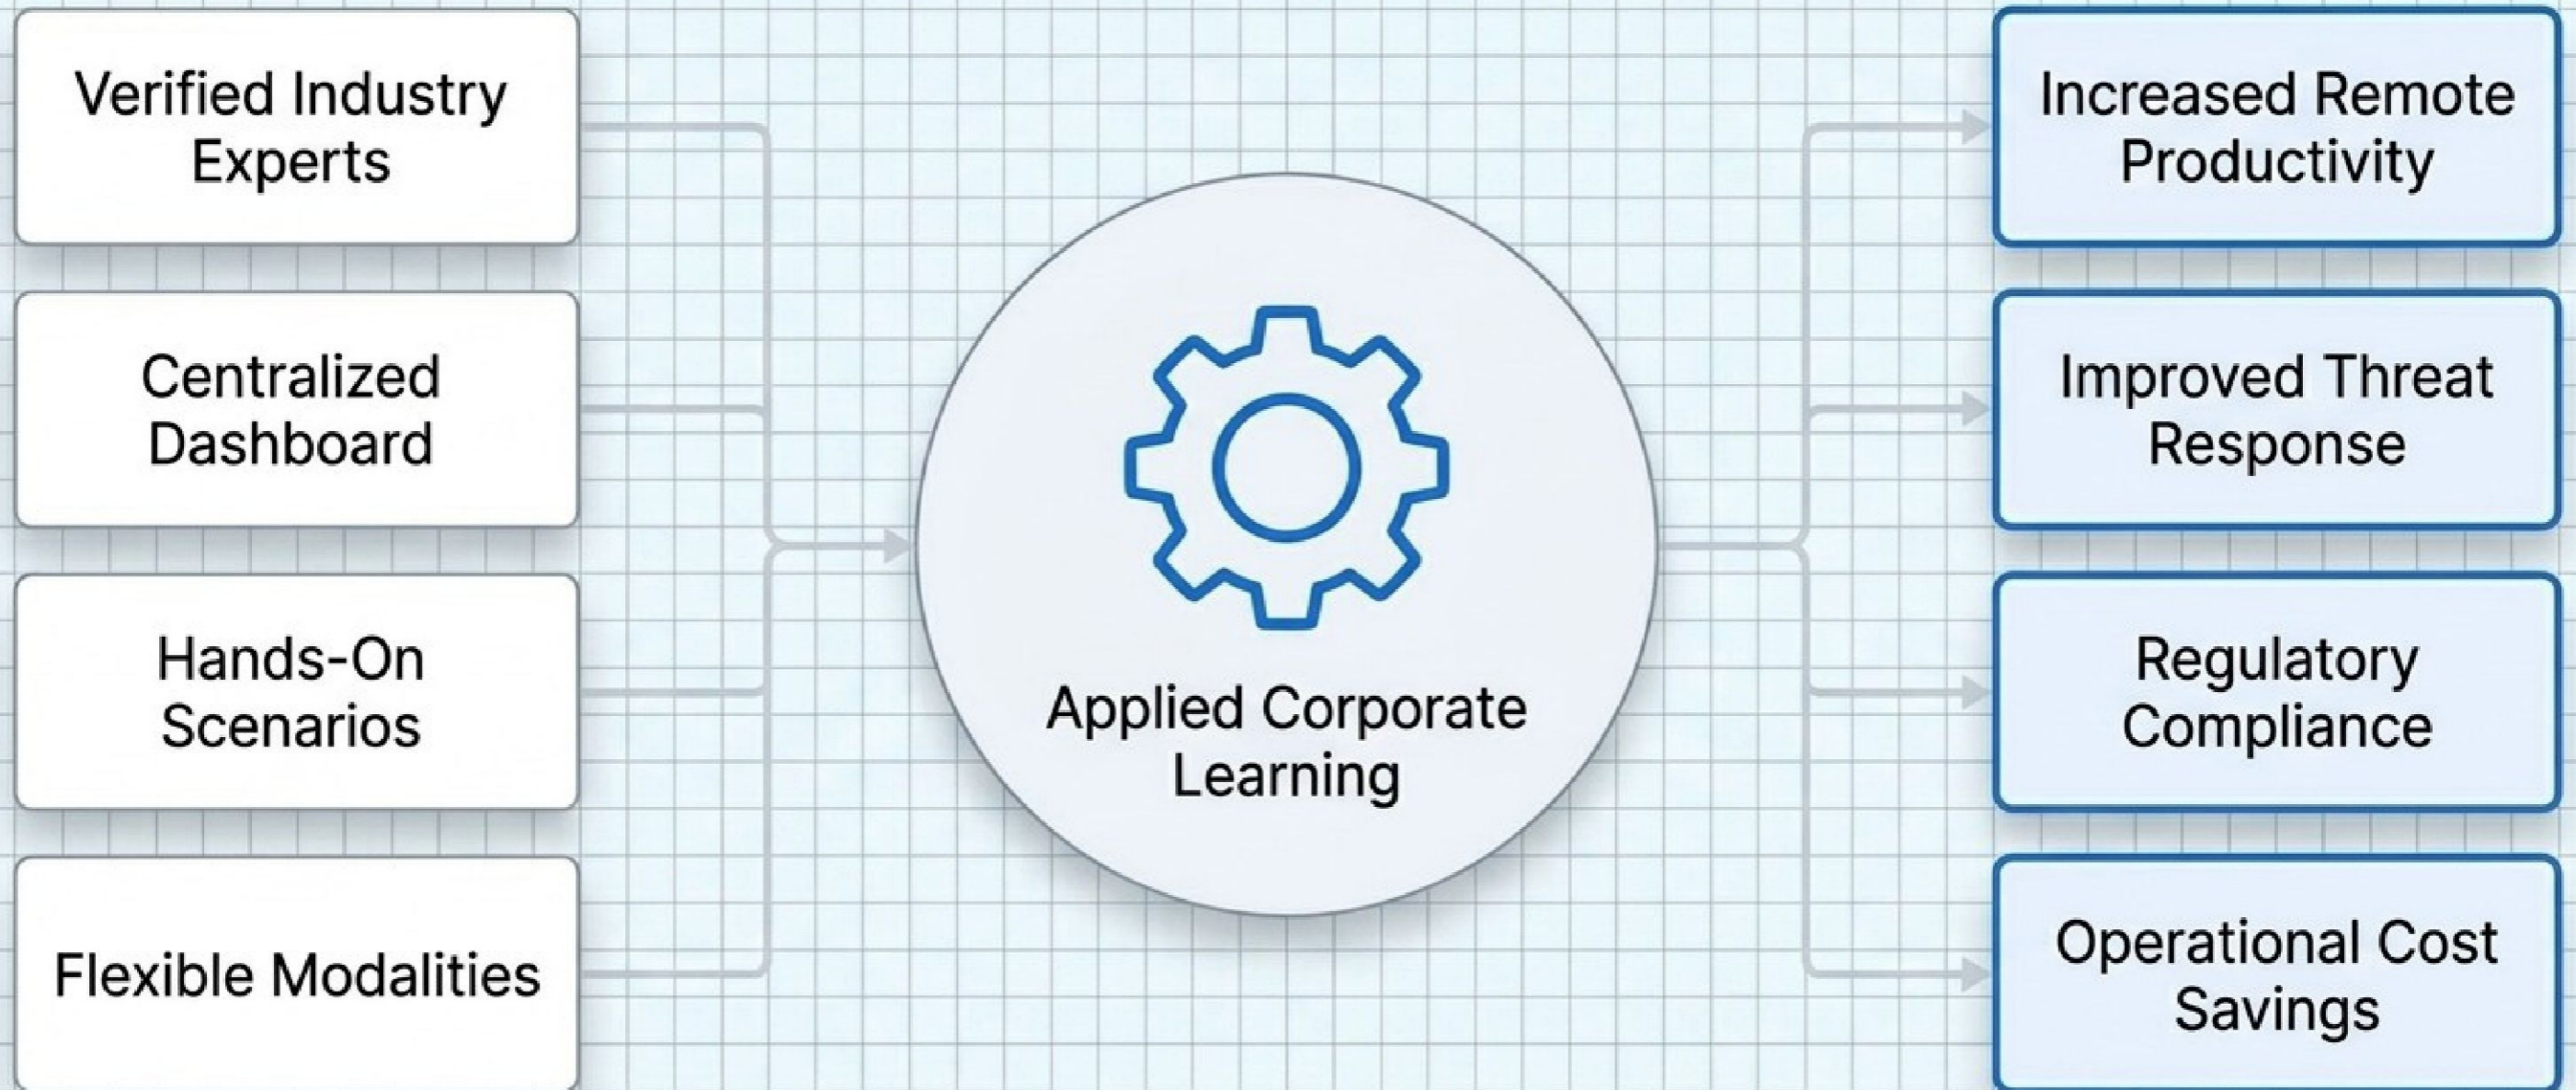 Verified Industry
Experts
Centralized
Dashboard
Hands-On
Scenarios
Flexible Modalities
Applied Corporate
Learning
Increased Remote
Productivity
Improved Threat
Response
Regulatory
Compliance
Operational Cost
Savings